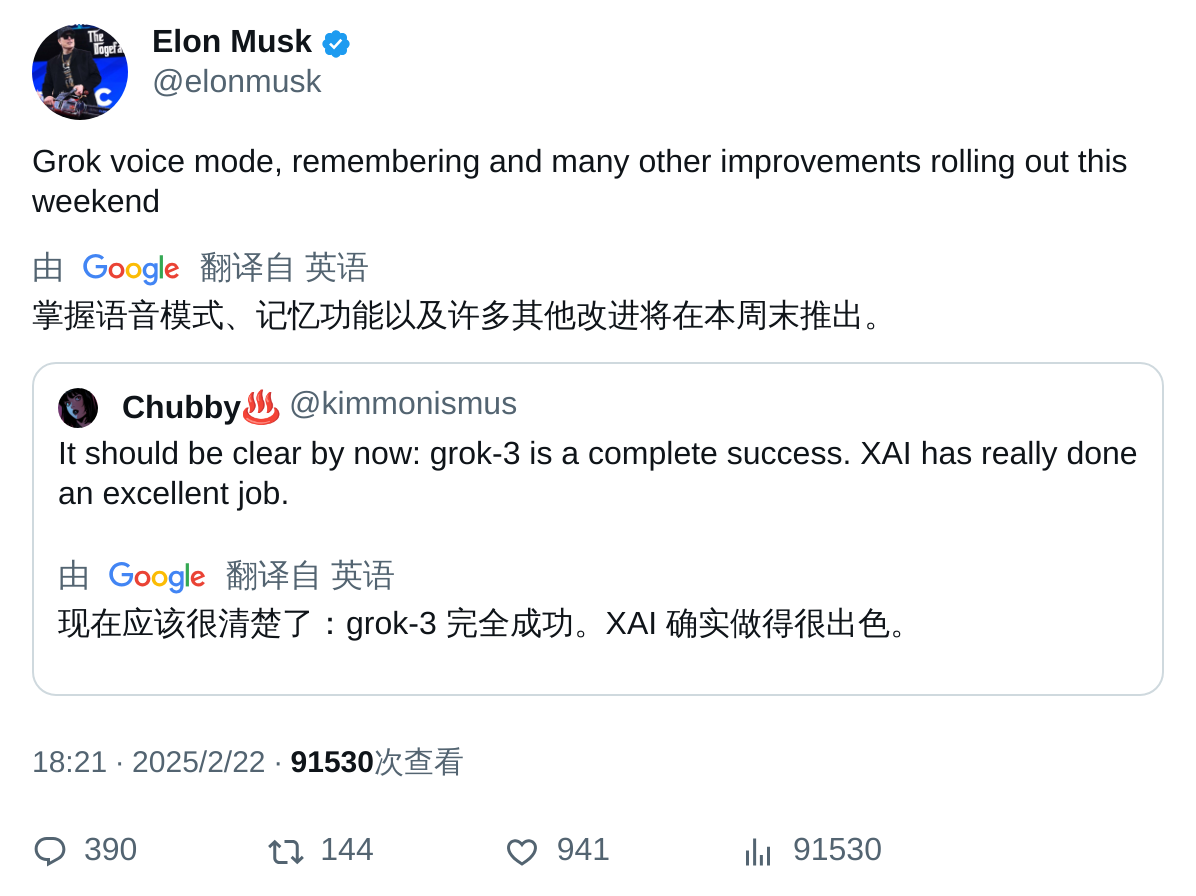 The
Dogefa
C
Elon Musk
@elonmusk
Grok voice mode, remembering and many other improvements rolling out this
weekend
由 Google 翻译自 英语
掌握语音模式、记忆功能以及许多其他改进将在本周末推出。
Chubby♨️ @kimmonismus
It should be clear by now: grok-3 is a complete success. XAI has really done
an excellent job.
由 Google 翻译自 英语
现在应该很清楚了：grok-3 完全成功。XAI 确实做得很出色。
18:21 · 2025/2/22 · 91530次查看
390 144 941 91530